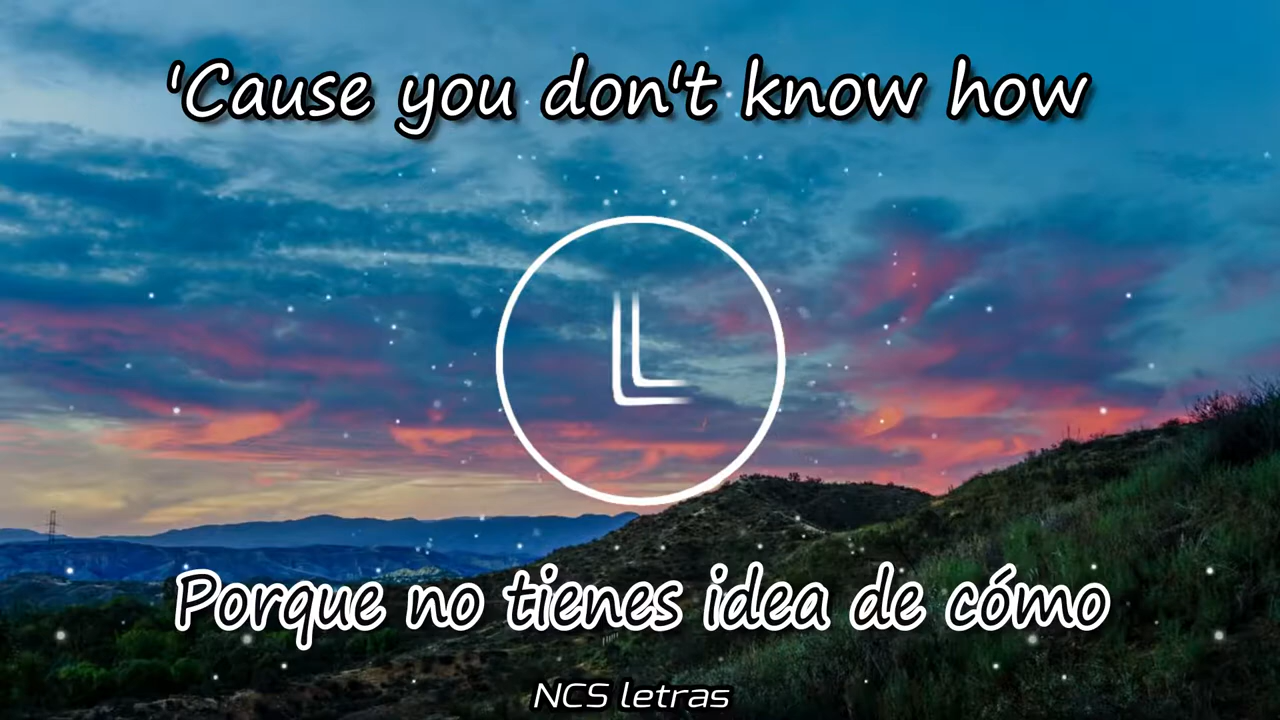 'Cause you don't know how
Porque no tienes idea de cómo
NCS letras